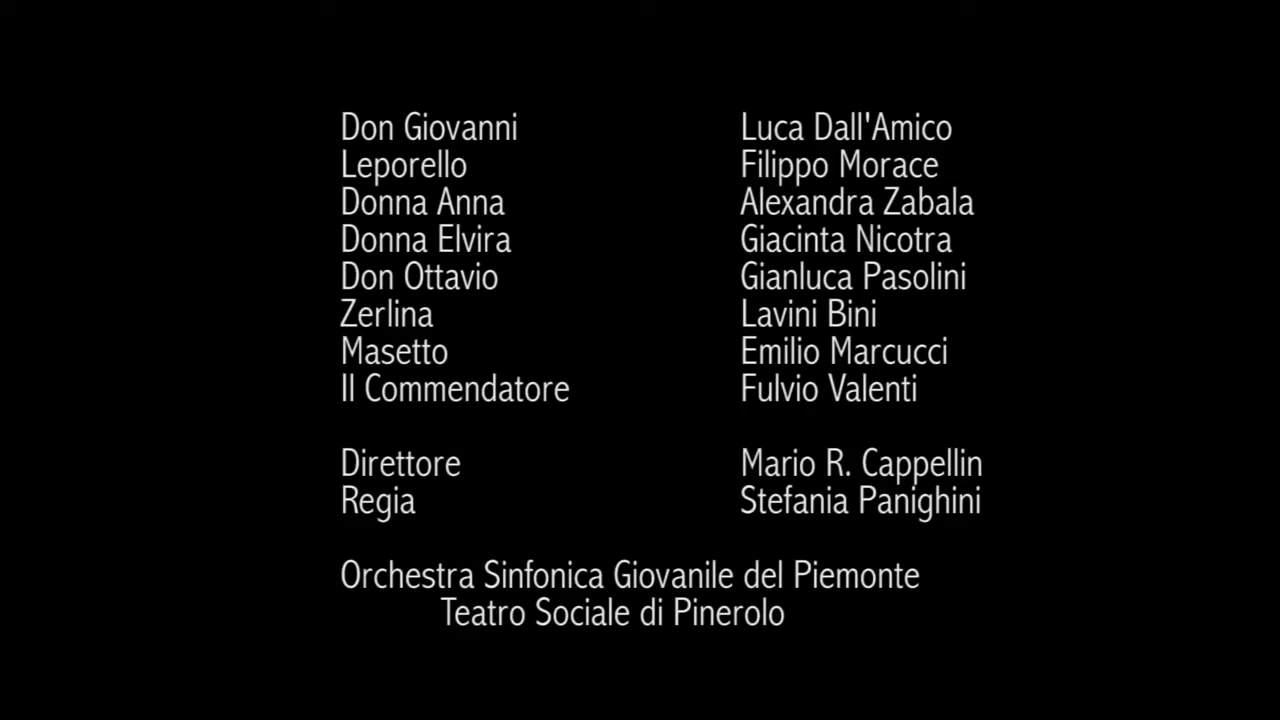 Don Giovanni Luca Dall'Amico
Leporello Filippo Morace
Donna Anna Alexandra Zabala
Donna Elvira Giacinta Nicotra
Don Ottavio Gianluca Pasolini
Zerlina Lavini Bini
Masetto Emilio Marcucci
Il Commendatore Fulvio Valenti
Direttore Mario R. Cappellin
Regia Stefania Panighini
Orchestra Sinfonica Giovanile del Piemonte
Teatro Sociale di Pinerolo